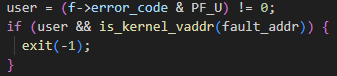 user = (f->error_code & PF_U) != 0;
if (user && is_kernel_vaddr(fault_addr)) {
  exit(-1);
}